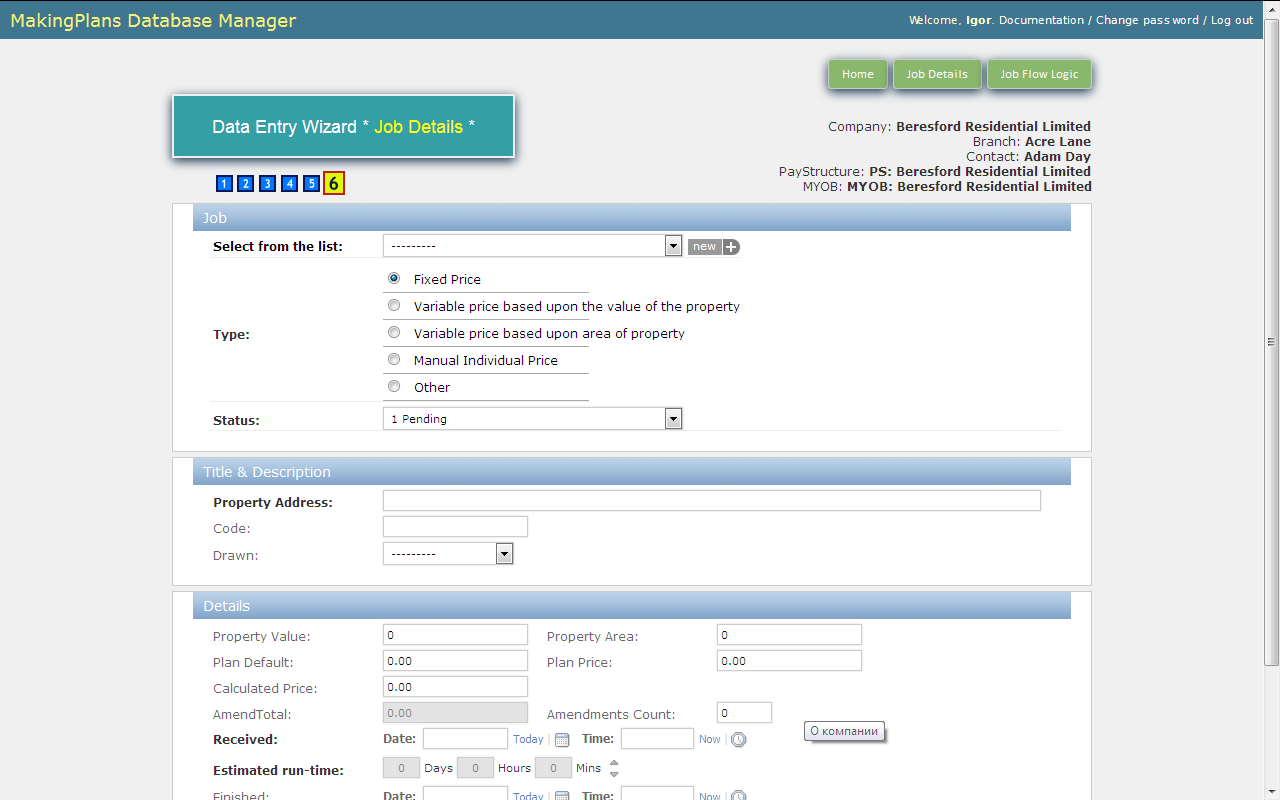 MakingPlans Database Manager
Welcome, Igor. Documentation / Change password / Log out
Home Job Details Job Flow Logic
Data Entry Wizard * Job Details *
Company: Beresford Residential Limited
Branch: Acre Lane
Contact: Adam Day
PayStructure: PS: Beresford Residential Limited
MYOB: MYOB: Beresford Residential Limited
1 2 3 4 5 6
Job
Select from the list: --------- new
Fixed Price
Variable price based upon the value of the property
Type: Variable price based upon area of property
Manual Individual Price
Other
Status: 1 Pending
Title & Description
Property Address:
Code:
Drawn: ---------
Details
Property Value: 0 Property Area: 0
Plan Default: 0.00 Plan Price: 0.00
Calculated Price: 0.00
AmendTotal: 0.00 Amendments Count: 0
О компании
Received: Date: Today | Time: Now |
Estimated run-time: 0 Days 0 Hours 0 Mins
Finished: Date: Today | Time: Now |